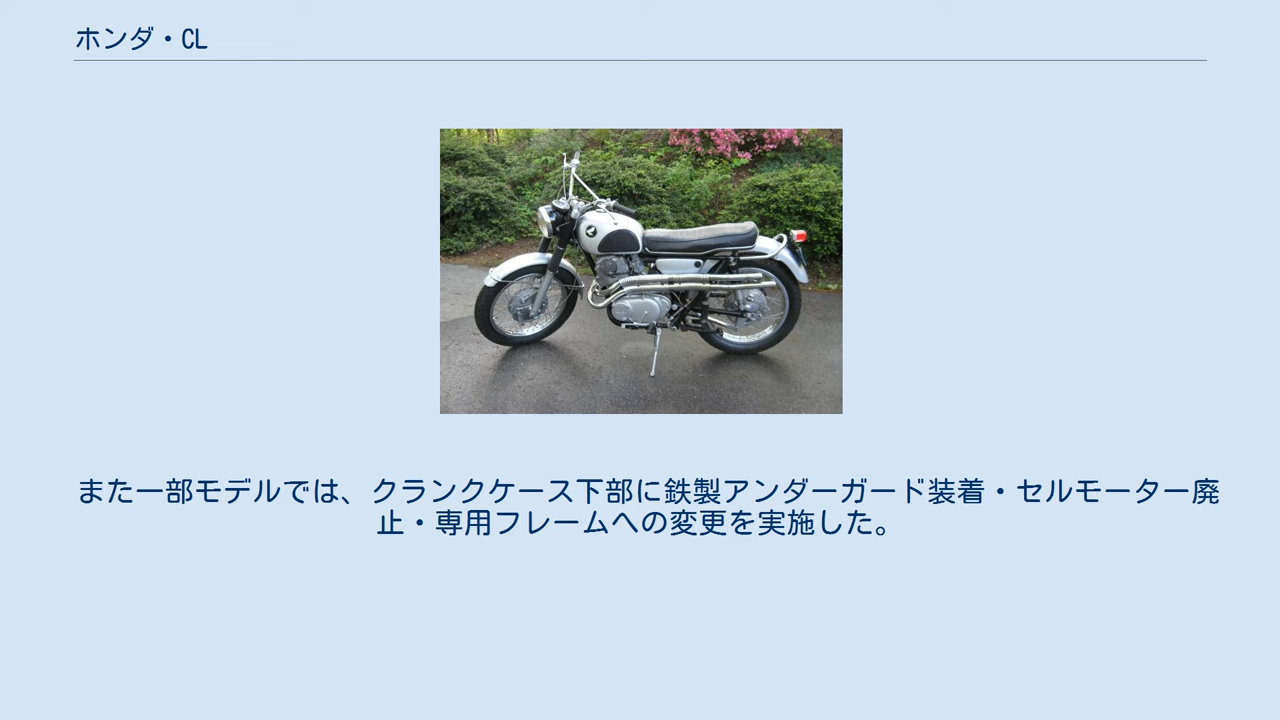 ホンダ・CL
また一部モデルでは、クランクケース下部に鉄製アンダーガード装着・セルモーター廃
止・専用フレームへの変更を実施した。